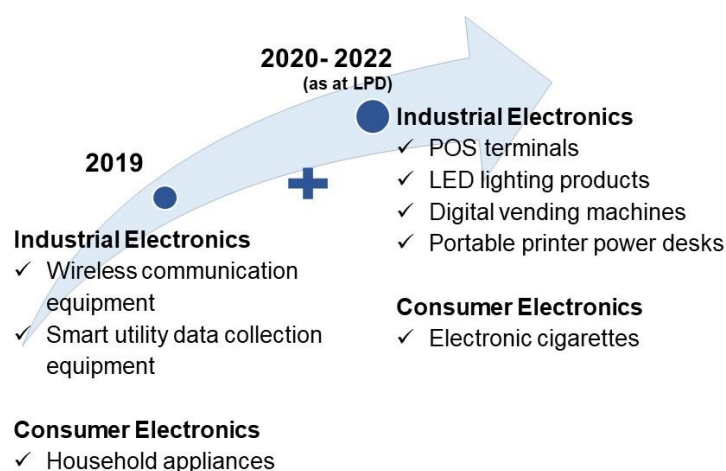 2019
Industrial Electronics
✓ Wireless communication
equipment
✓ Smart utility data collection
equipment
Consumer Electronics
✓ Household appliances
2020- 2022
(as at LPD)
Industrial Electronics
✓ POS terminals
✓ LED lighting products
✓ Digital vending machines
✓ Portable printer power desks
Consumer Electronics
✓ Electronic cigarettes